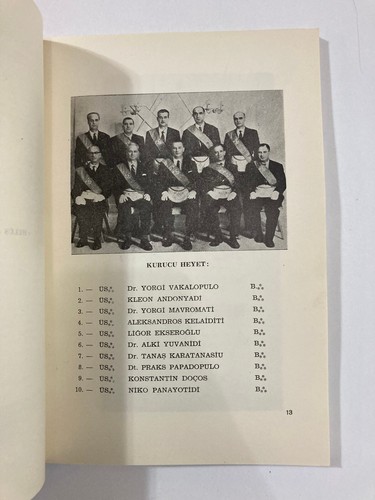 KURUCU HEYET:
1. — ÜS∴ Dr. YORGİ VAKALOPULO B∴
2. — ÜS∴ KLEON ANDONYADİ B∴
3. — ÜS∴ Dr. YORGİ MAVROMATİ B∴
4. — ÜS∴ ALEKSANDROS KELAİDİTİ B∴
5. — ÜS∴ LİGOR EKSEROĞLU B∴
6. — ÜS∴ Dr. ALKİ YUVANİDİ B∴
7. — ÜS∴ Dr. TANAŞ KARATANASİU B∴
8. — ÜS∴ Dt. PRAKS PAPADOPULO B∴
9. — ÜS∴ KONSTANTİN DOÇOS B∴
10. — ÜS∴ NİKO PANAYOTİDİ B∴
13